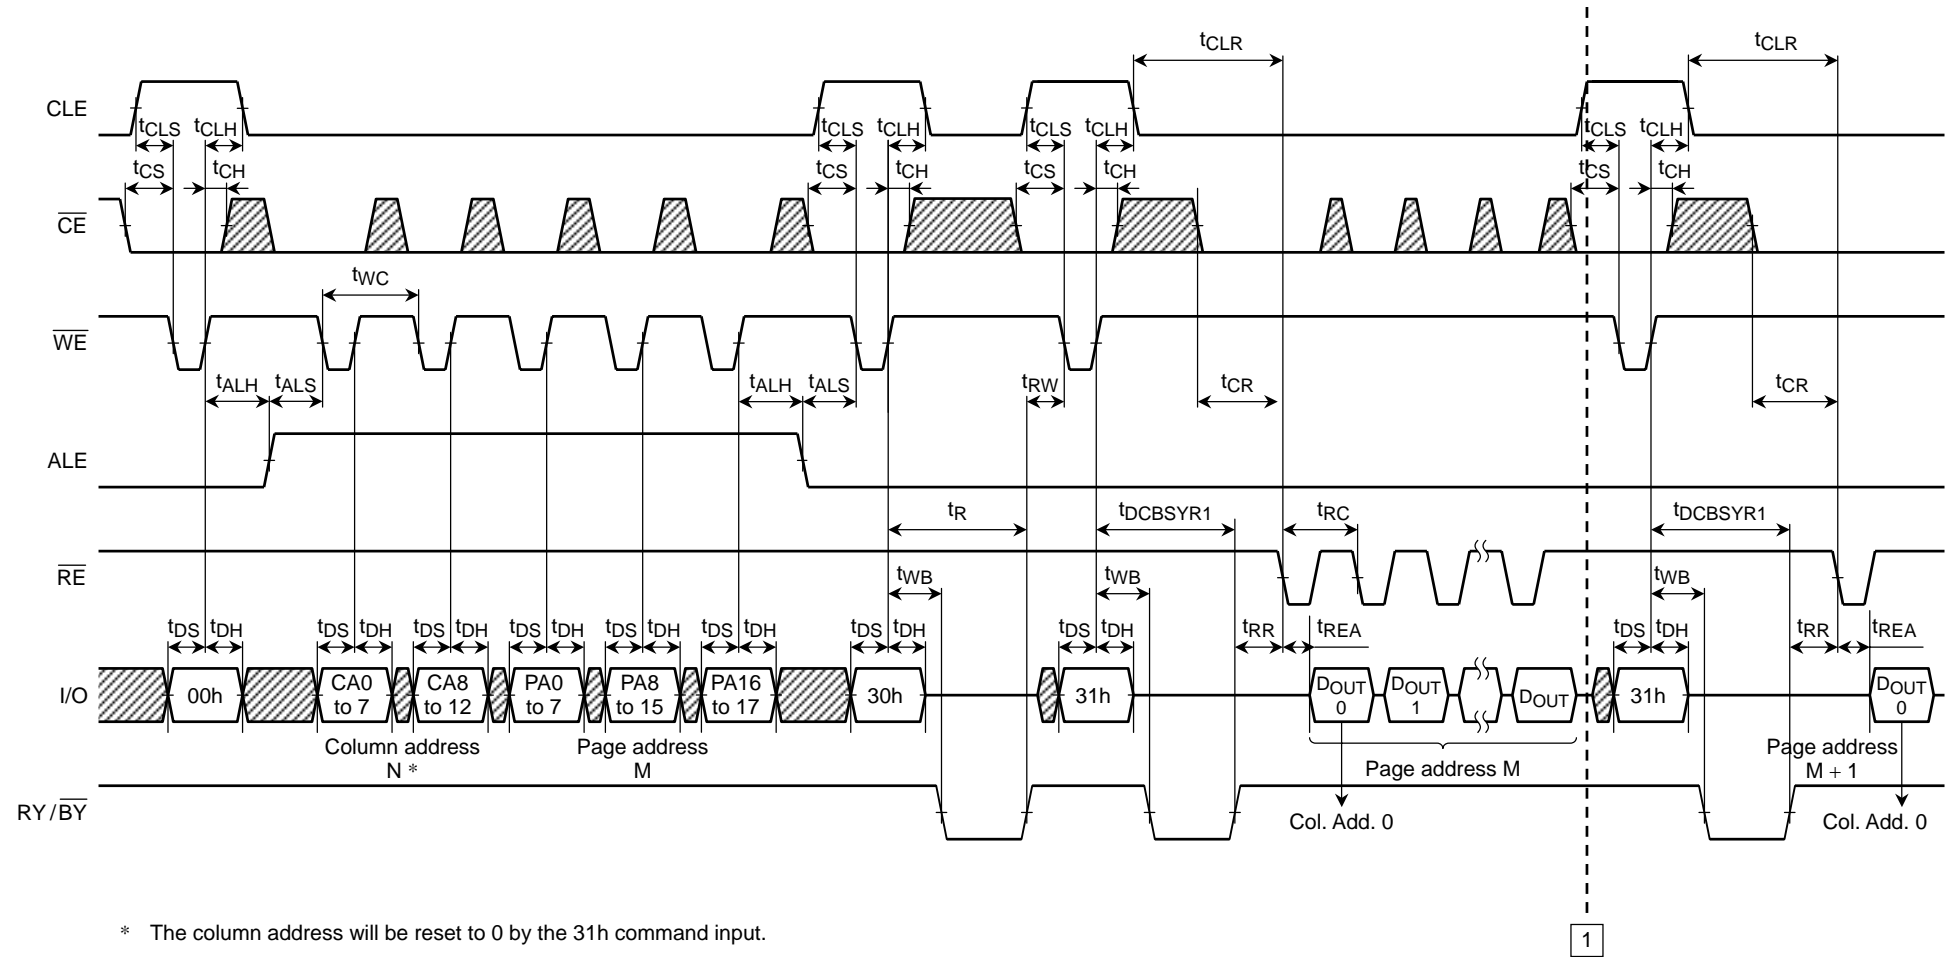 tCLR tCLR
CLE
tCLS tCLH tCLS tCLH tCLS tCLH tCLS tCLH
tCS tCH tCS tCH tCS tCH tCS tCH
CE
tWC
WE
tALH tALS tALH tALS tRW tCR tCR
ALE
tR tDCBSYR1 tRC tDCBSYR1
RE
tWB tWB tWB
tDS tDH tDS tDH tDS tDH tDS tDH tDS tDH tDS tDH tDS tDH tDS tDH tRR tREA tDS tDH tRR tREA
I/O
00h
CA0
to 7
CA8
to 12
PA0
to 7
PA8
to 15
PA16
to 17
30h
31h
DOUT
0
DOUT
1
DOUT
31h
DOUT
0
Column address
N *
Page address
M
Page address M
Page address
M + 1
RY/BY
Col. Add. 0
Col. Add. 0
* The column address will be reset to 0 by the 31h command input.
1